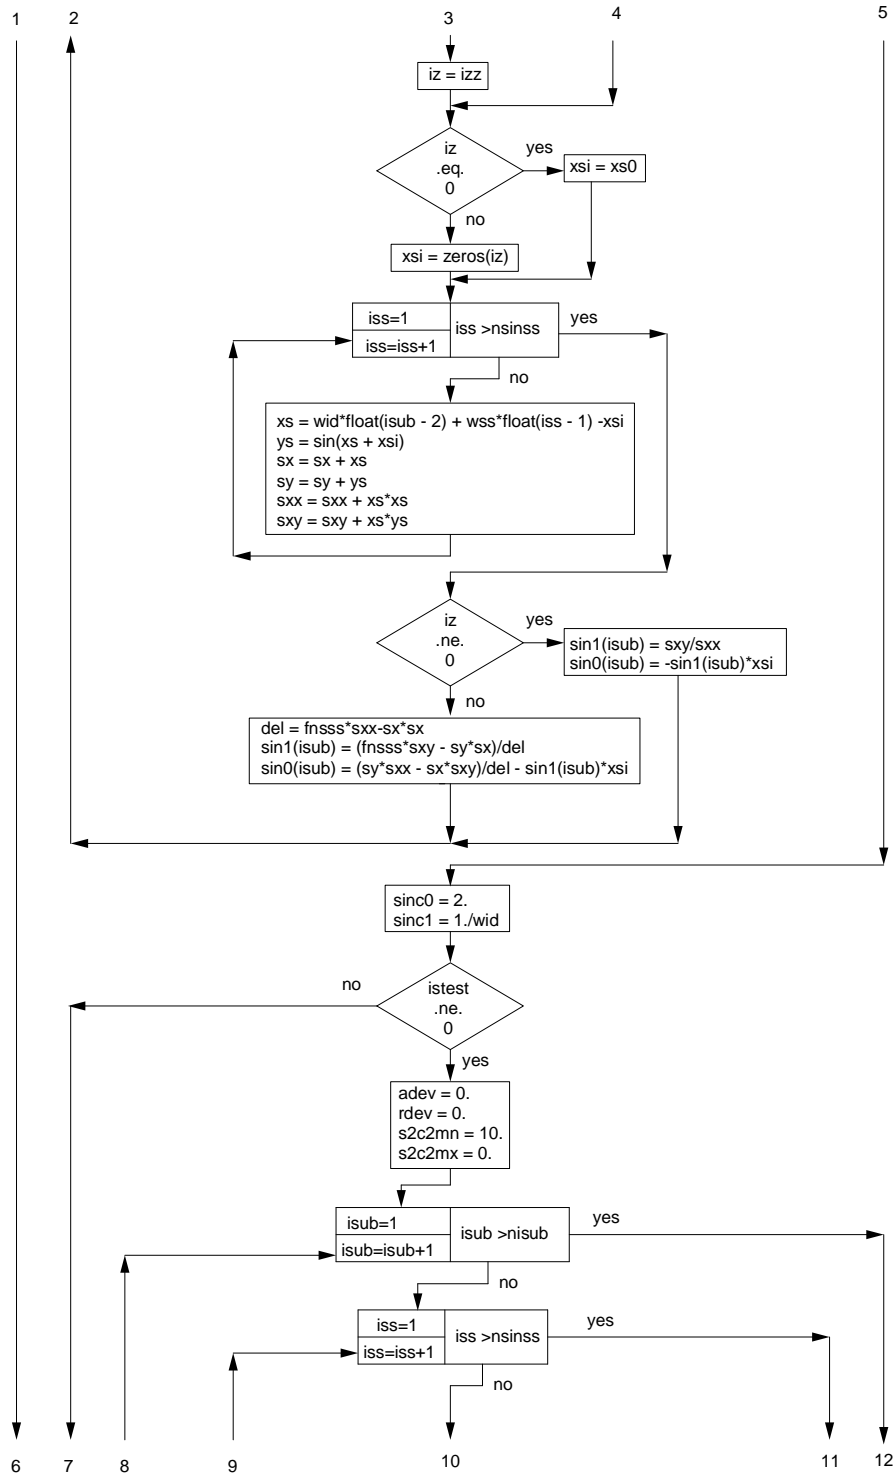 1
2
3
4
5
iz = izz
iz
.eq.
0
yes
xsi = xs0
no
xsi = zeros(iz)
iss=1
iss=iss+1
iss >nsinss
yes
no
xs = wid*float(isub - 2) + wss*float(iss - 1) -xsi
ys = sin(xs + xsi)
sx = sx + xs
sy = sy + ys
sxx = sxx + xs*xs
sxy = sxy + xs*ys
iz
.ne.
0
yes
sin1(isub) = sxy/sxx
sin0(isub) = -sin1(isub)*xsi
no
del = fnsss*sxx-sx*sx
sin1(isub) = (fnsss*sxy - sy*sx)/del
sin0(isub) = (sy*sxx - sx*sxy)/del - sin1(isub)*xsi
sinc0 = 2.
sinc1 = 1./wid
no
istest
.ne.
0
yes
adev = 0.
rdev = 0.
s2c2mn = 10.
s2c2mx = 0.
isub=1
isub=isub+1
isub >nisub
yes
no
iss=1
iss=iss+1
iss >nsinss
yes
no
6
7
8
9
10
11
12